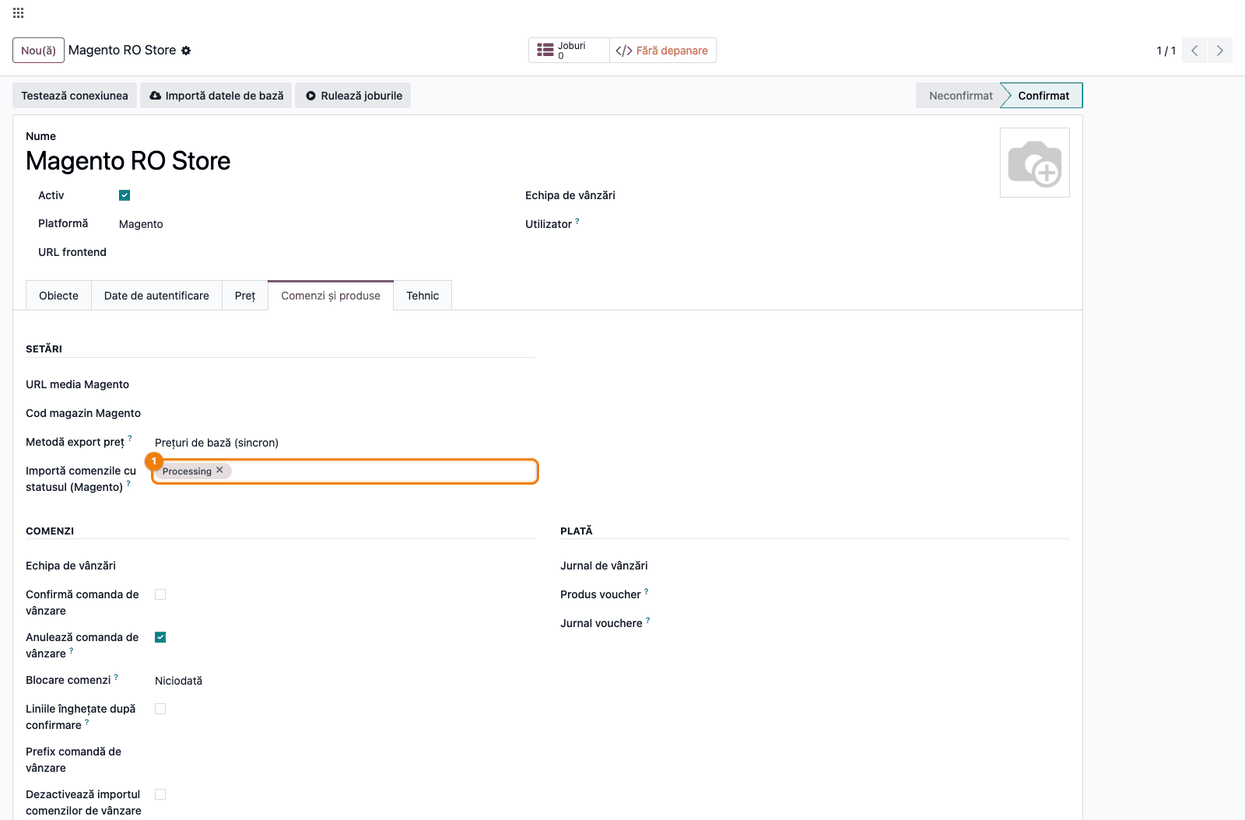 Nou(ă) Magento RO Store Joburi 0 Fără depanare 1 / 1
Testează conexiunea Importă datele de bază Rulează joburile Neconfirmat Confirmat
Nume
Magento RO Store
Activ Echipa de vânzări
Platformă Magento Utilizator ?
URL frontend
Obiecte Date de autentificare Preț Comenzi și produse Tehnic
SETĂRI
URL media Magento
Cod magazin Magento
Metodă export preț ? Prețuri de bază (sincron)
1
Importă comenzile cu Processing ✕
statusul (Magento) ?
COMENZI PLATĂ
Echipa de vânzări Jurnal de vânzări
Confirmă comanda de Produs voucher ?
vânzare
Jurnal vouchere ?
Anulează comanda de
vânzare ?
Blocare comenzi ? Niciodată
Liniile înghețate după
confirmare ?
Prefix comandă de
vânzare
Dezactivează importul
comenzilor de vânzare